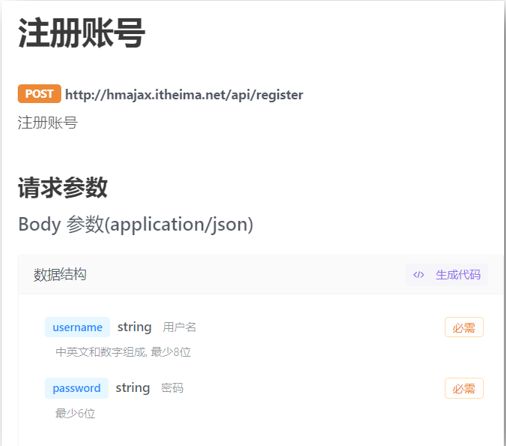 注册账号
POST http://hmajax.itheima.net/api/register
注册账号
请求参数
Body 参数(application/json)
数据结构 </> 生成代码
username string 用户名 必需
中英文和数字组成, 最少8位
password string 密码 必需
最少6位